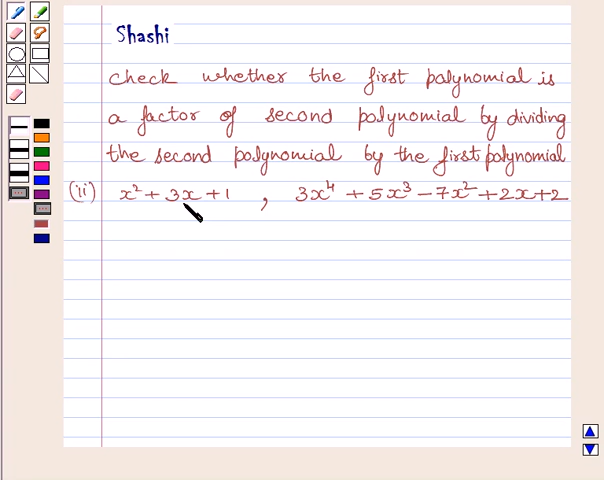 Shashi
check whether the first polynomial is
a factor of second polynomial by dividing
the second polynomial by the first polynomial
(ii) x² + 3x + 1 , 3x⁴ + 5x³ - 7x² + 2x + 2